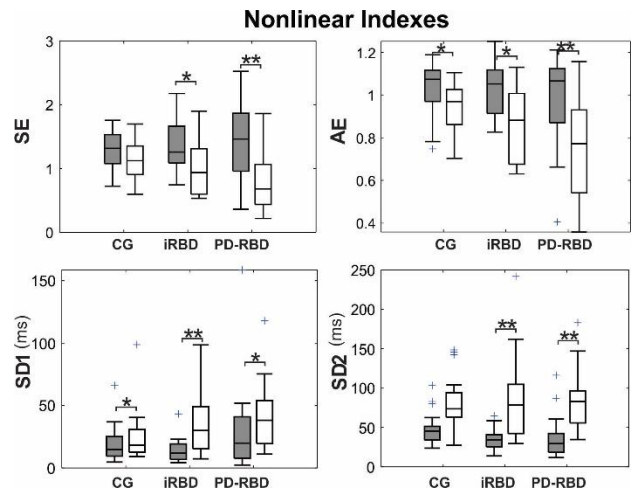 Nonlinear Indexes
SE
3
2
1
0
*
**
CG
iRBD
PD-RBD
AE
1.2
1
0.8
0.6
0.4
*
*
**
CG
iRBD
PD-RBD
SD1 (ms)
150
100
50
0
*
**
*
CG
iRBD
PD-RBD
SD2 (ms)
250
200
150
100
50
0
**
**
CG
iRBD
PD-RBD